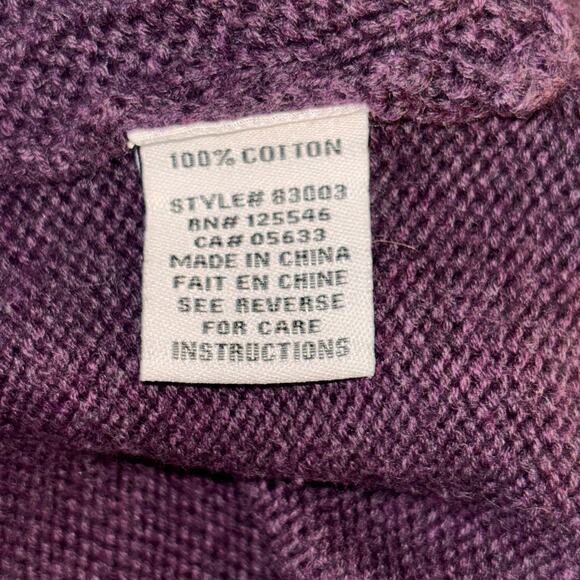 100% COTTON
STYLE# 83003
RN# 125546
CA# 05633
MADE IN CHINA
FAIT EN CHINE
SEE REVERSE
FOR CARE
INSTRUCTIONS